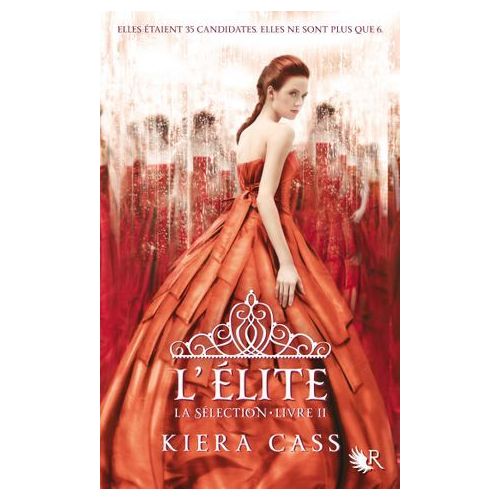 ELLES ÉTAIENT 35 CANDIDATES. ELLES NE SONT PLUS QUE 6.
L'ÉLITE
LA SÉLECTION • LIVRE II
KIERA CASS
R